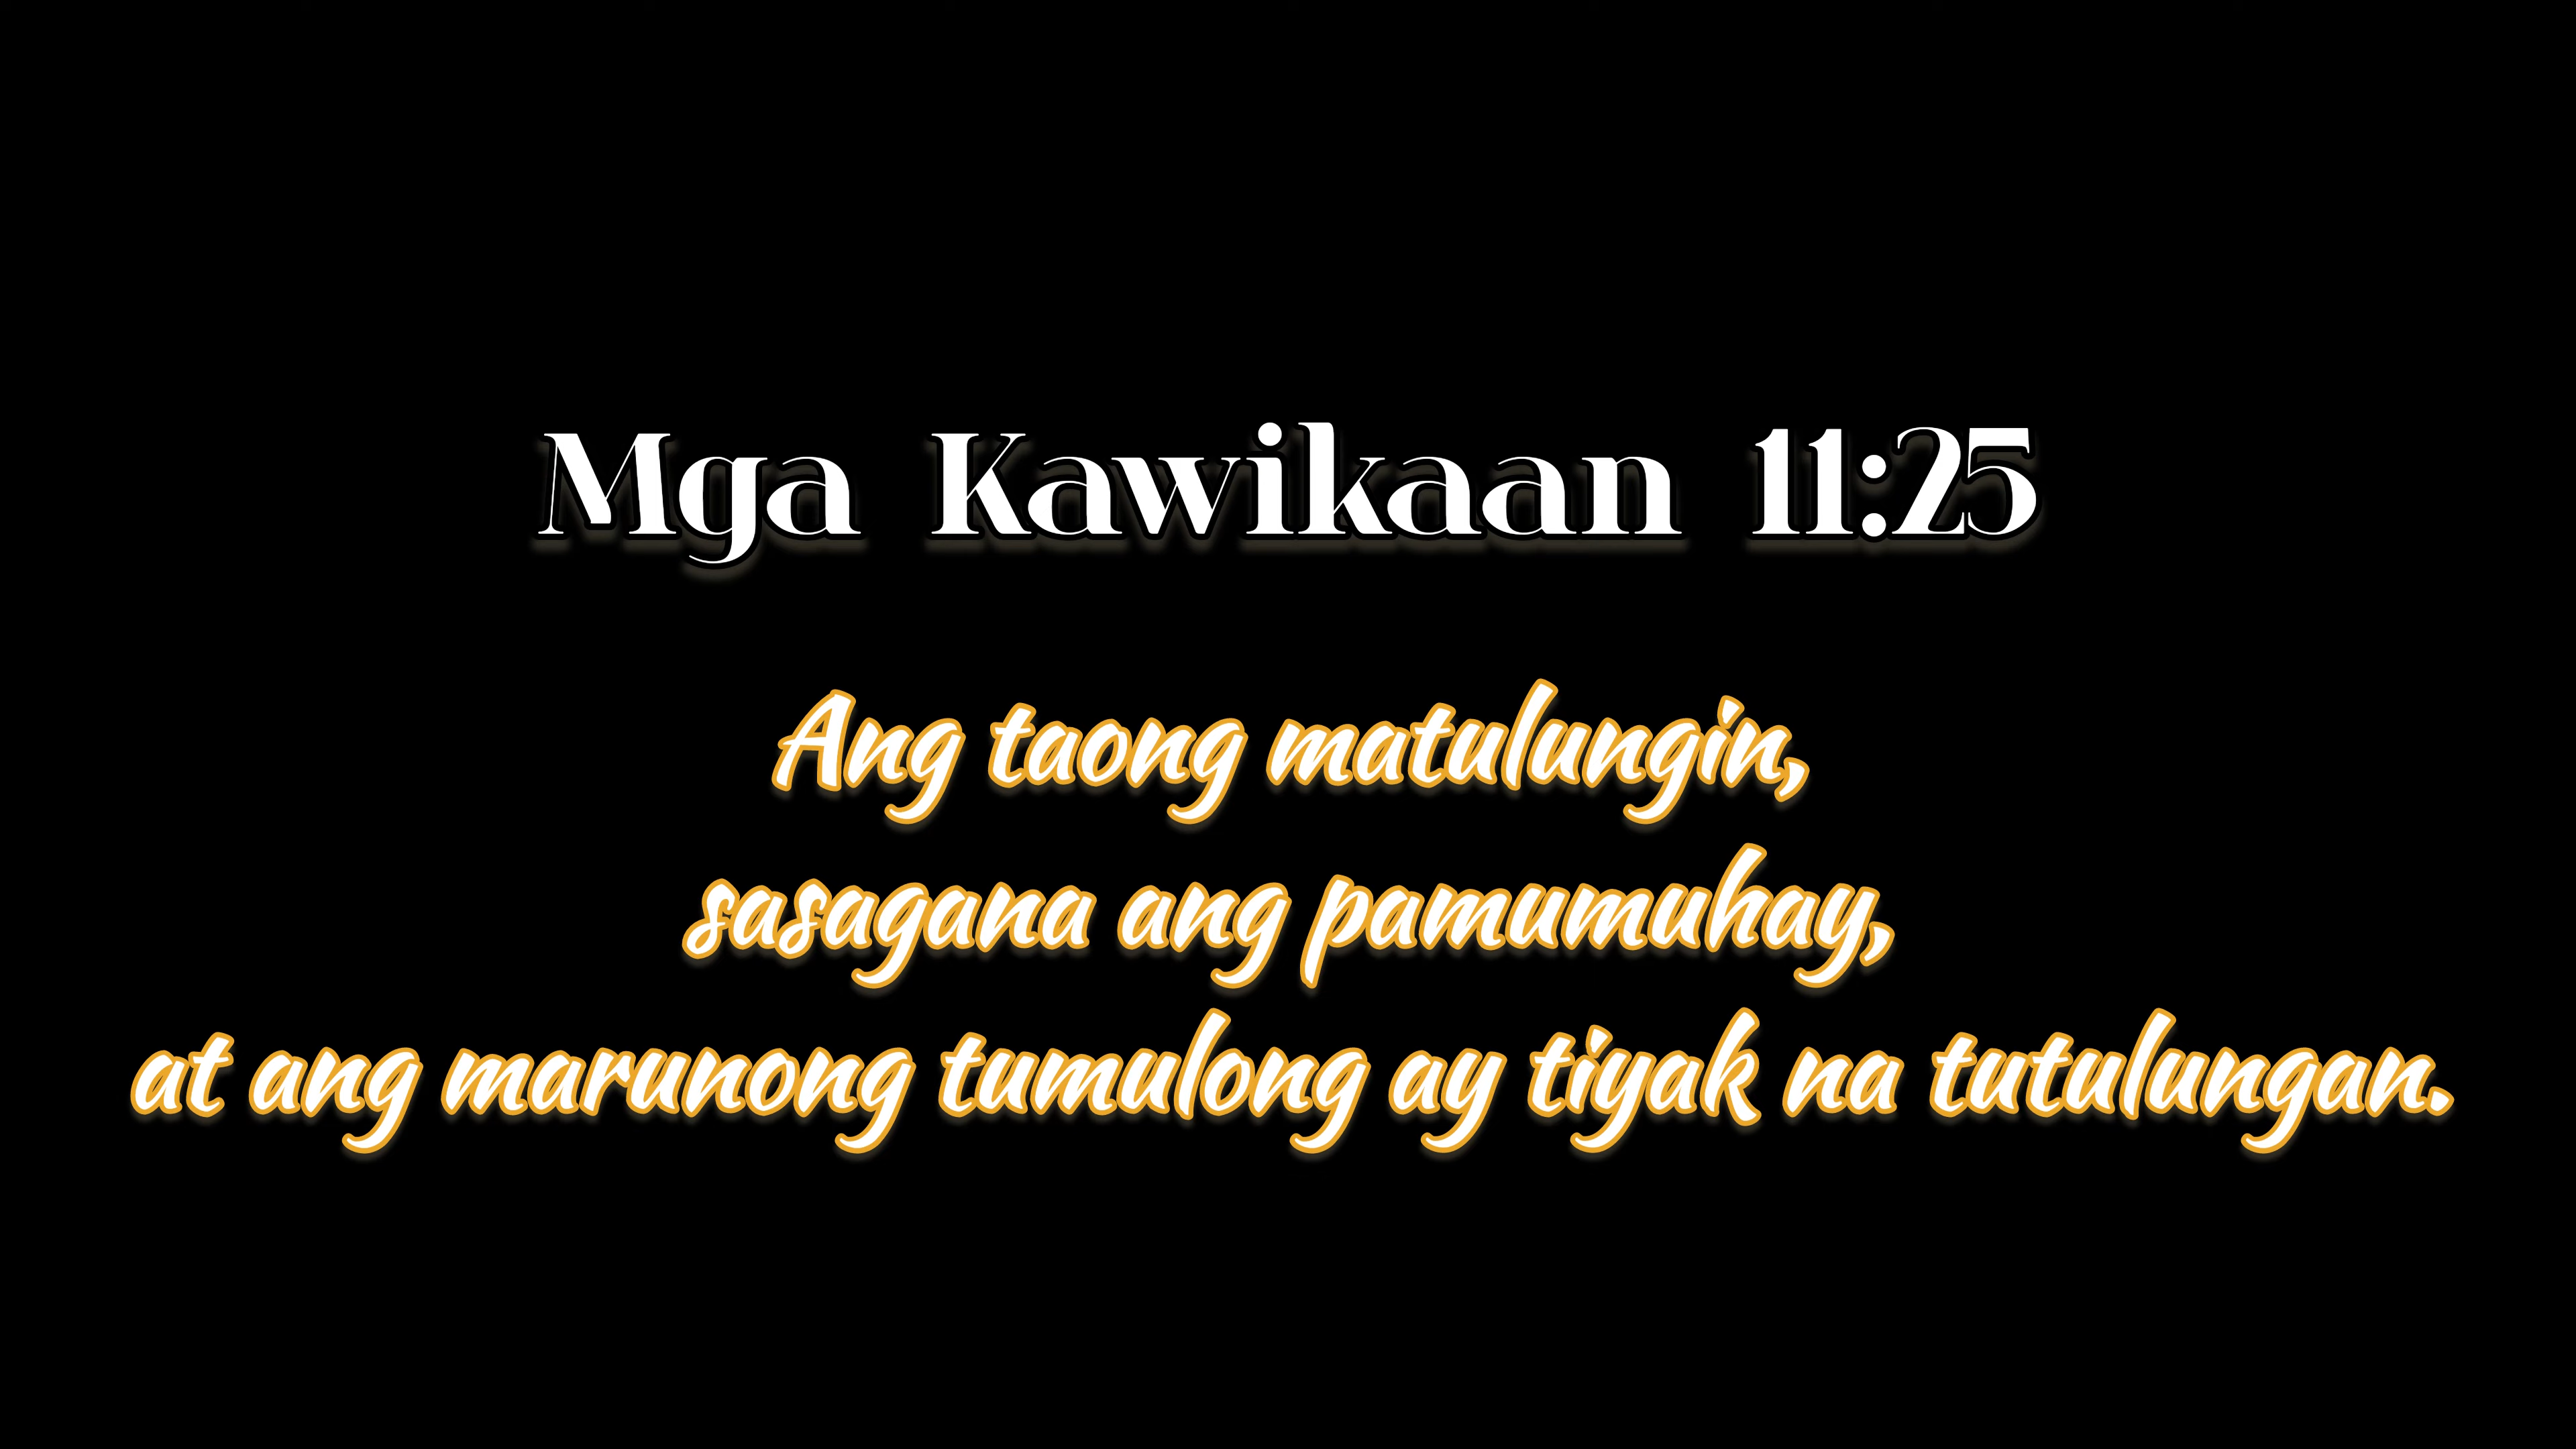 Mga Kawikaan 11:25
Ang taong matulungin,
sasagana ang pamumuhay,
at ang marunong tumulong ay tiyak na tutulungan.